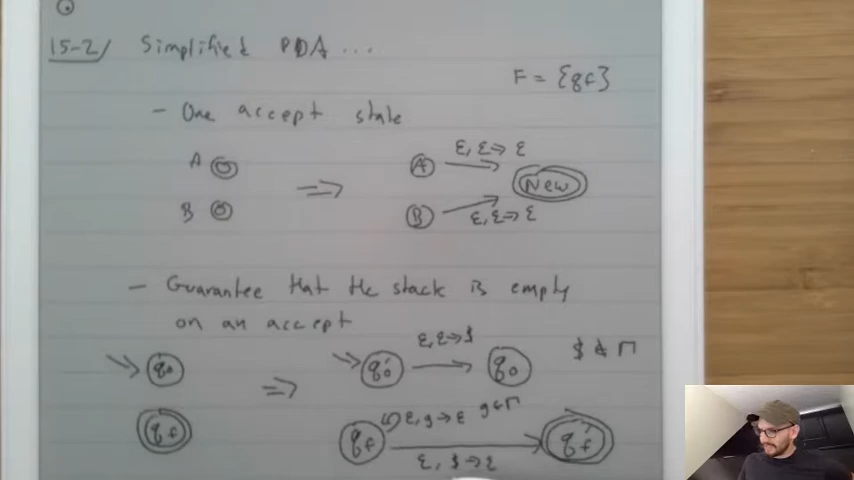 15-2/ Simplified PDA ...
F = {qf}
- One accept state
A
B
=>
A ε, ε → ε
New
B ε, ε → ε
- Guarantee that the stack is empty
on an accept
q0 => q0' ε, ε → $ q0 $ ∉ Γ
qf
qf ε, g → ε g ∈ Γ qf'
ε, $ → ε